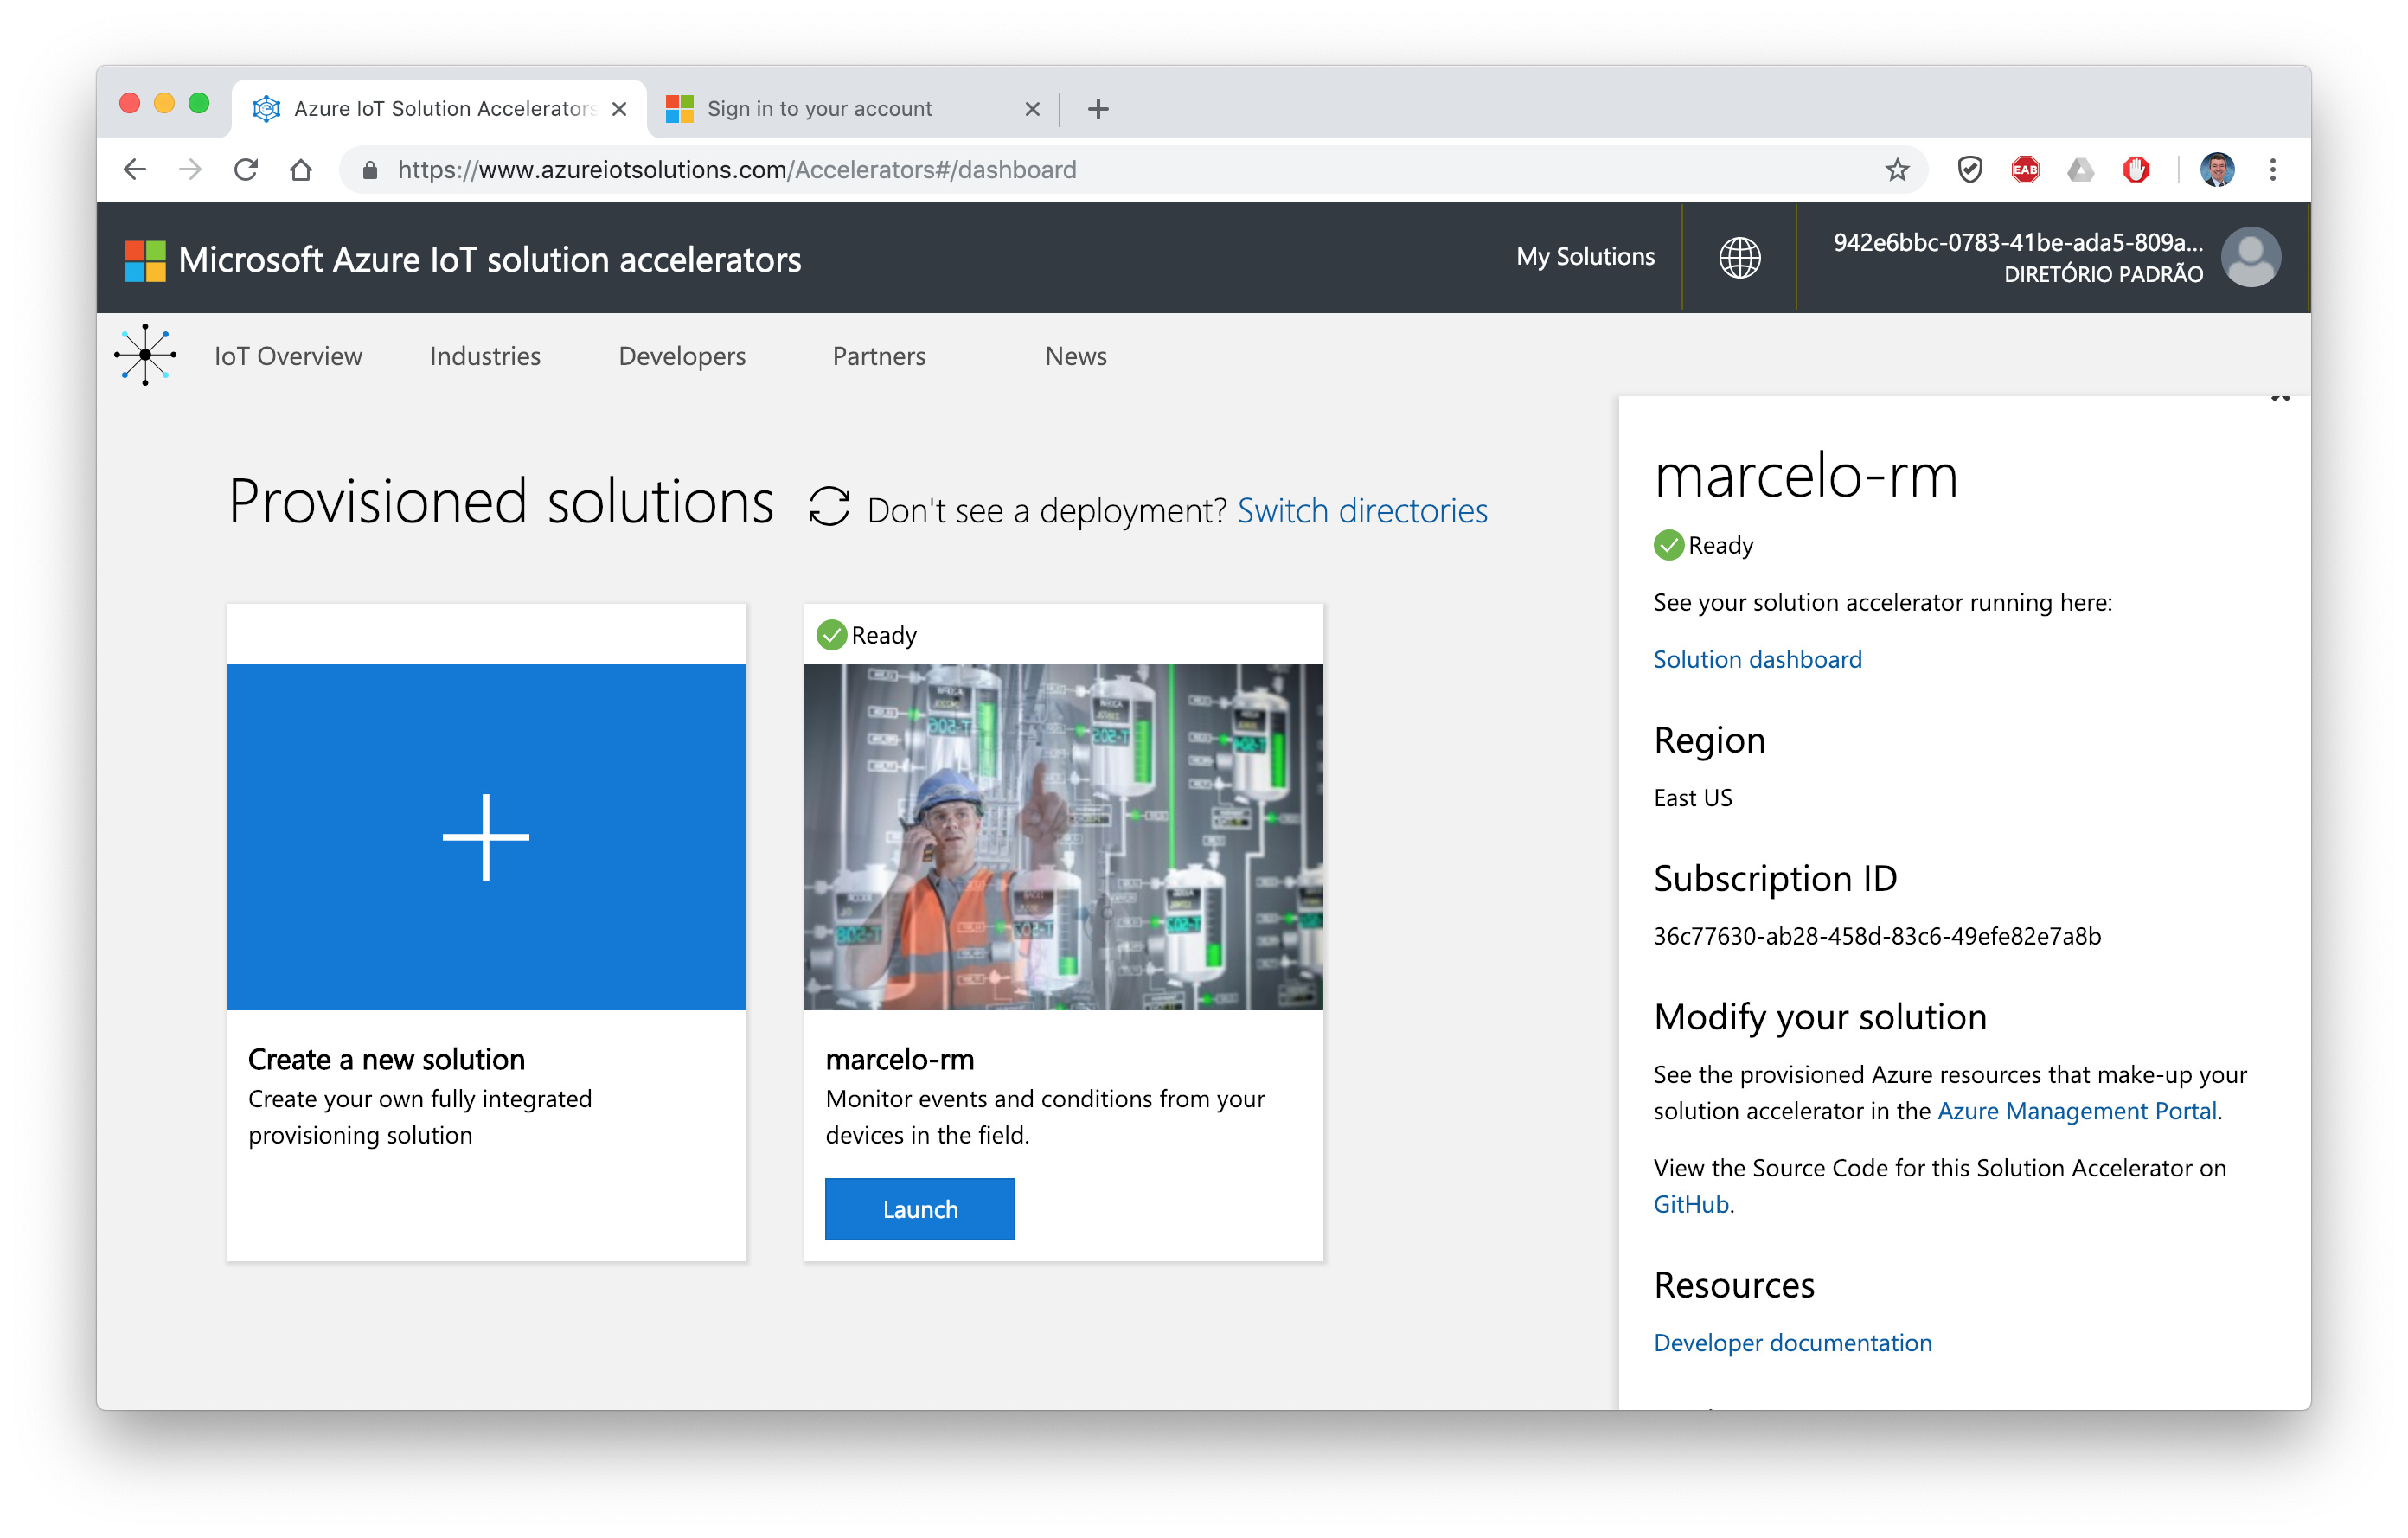 Azure IoT Solution Accelerators
Sign in to your account
https://www.azureiotsolutions.com/Accelerators#/dashboard
EAB
Microsoft Azure IoT solution accelerators
My Solutions
942e6bbc-0783-41be-ada5-809a...
DIRETÓRIO PADRÃO
IoT Overview
Industries
Developers
Partners
News
Provisioned solutions
Don't see a deployment? Switch directories
Create a new solution
Create your own fully integrated
provisioning solution
Ready
marcelo-rm
Monitor events and conditions from your
devices in the field.
Launch
marcelo-rm
Ready
See your solution accelerator running here:
Solution dashboard
Region
East US
Subscription ID
36c77630-ab28-458d-83c6-49efe82e7a8b
Modify your solution
See the provisioned Azure resources that make-up your
solution accelerator in the Azure Management Portal.
View the Source Code for this Solution Accelerator on
GitHub.
Resources
Developer documentation